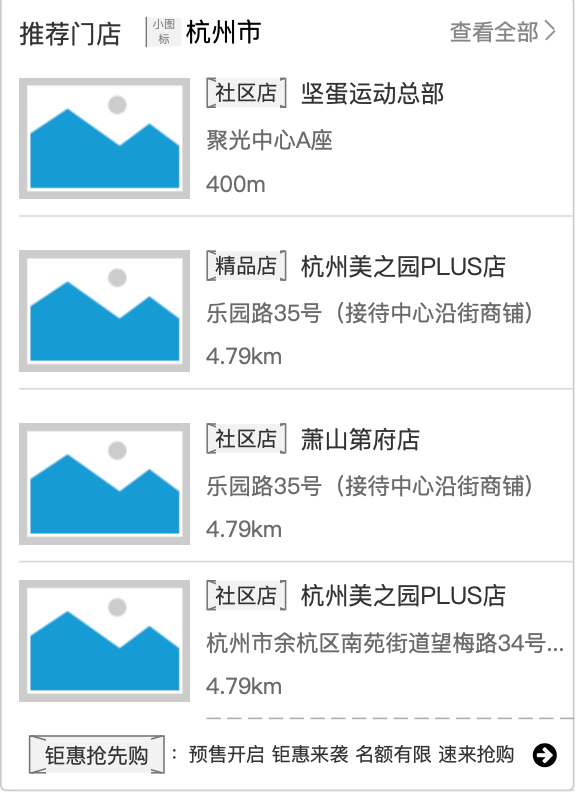 推荐门店 小图标 杭州市 查看全部
社区店 坚蛋运动总部
聚光中心A座
400m
精品店 杭州美之园PLUS店
乐园路35号（接待中心沿街商铺）
4.79km
社区店 萧山第府店
乐园路35号（接待中心沿街商铺）
4.79km
社区店 杭州美之园PLUS店
杭州市余杭区南苑街道望梅路34号...
4.79km
钜惠抢先购 ：预售开启 钜惠来袭 名额有限 速来抢购